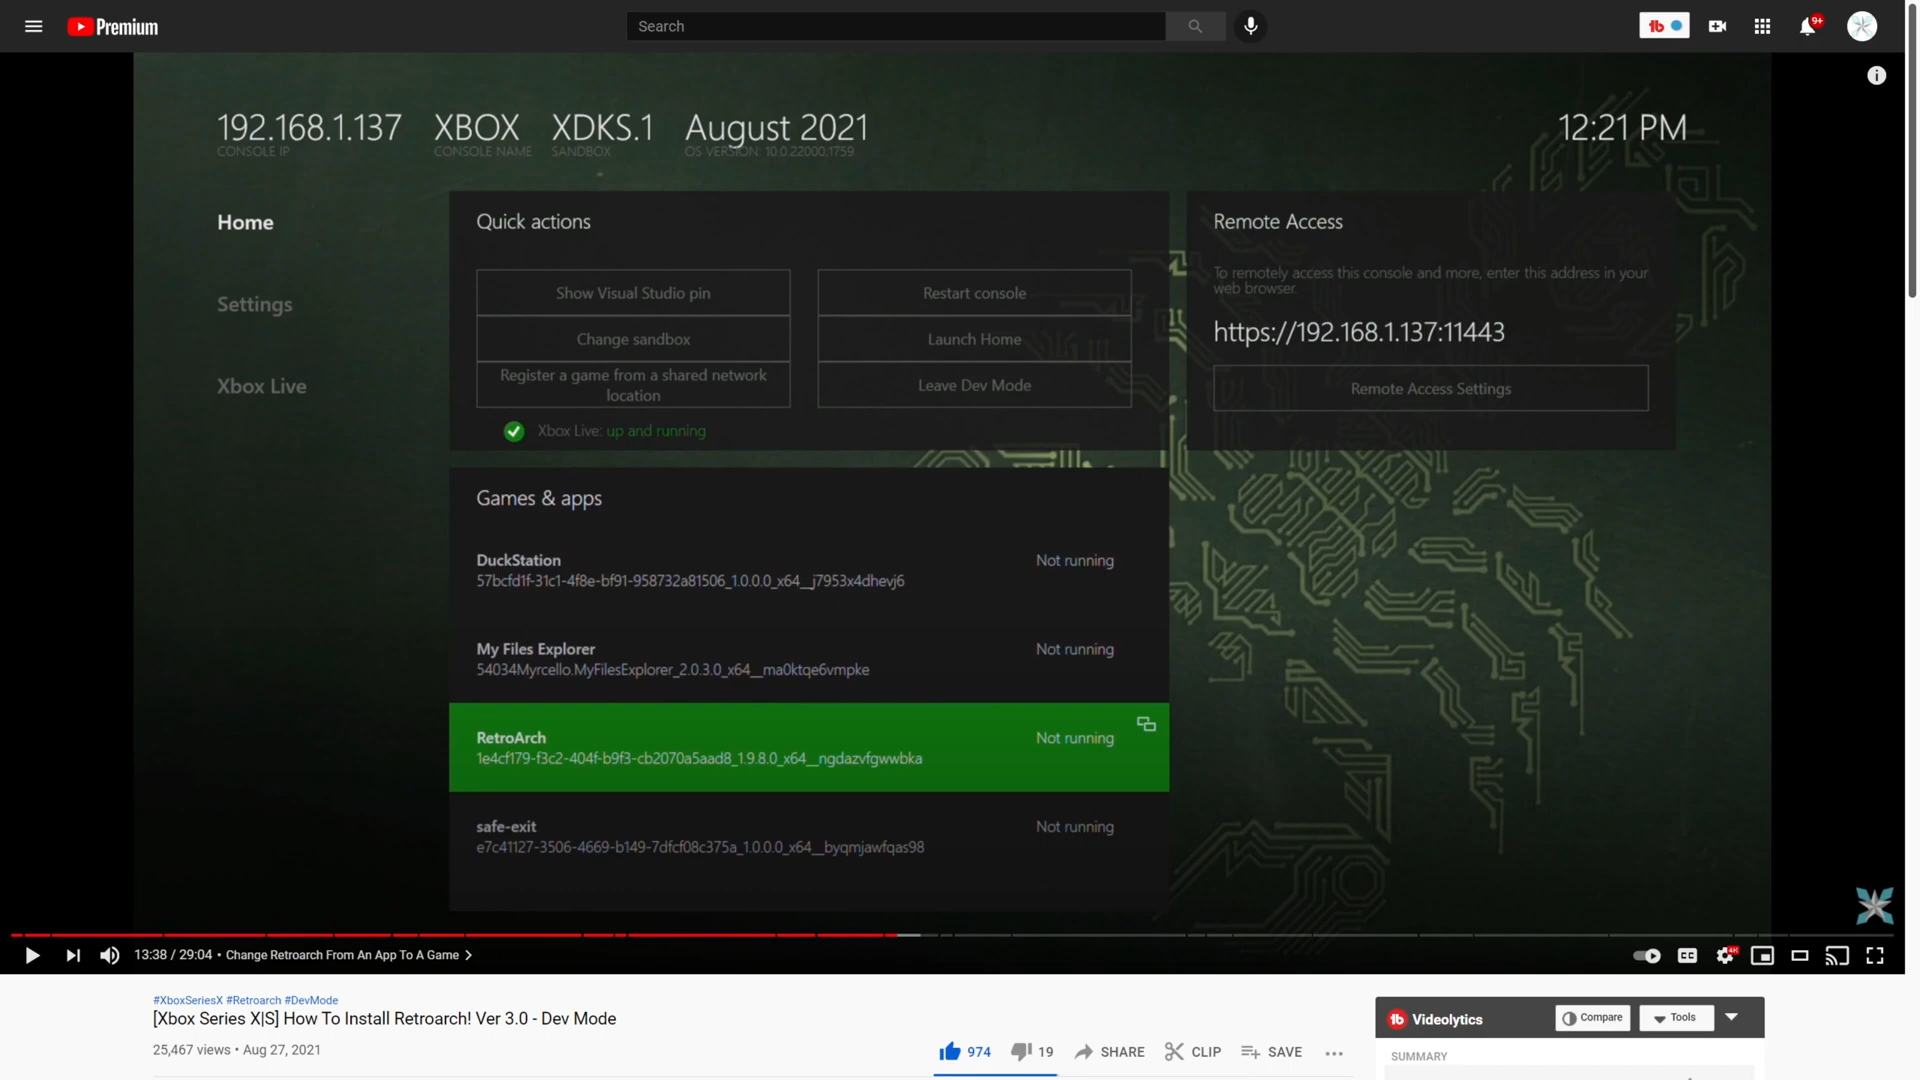 Premium
Search
tb
9+
192.168.1.137 XBOX XDKS.1 August 2021 12:21 PM
CONSOLE IP CONSOLE NAME SANDBOX OS VERSION: 10.0.22000.1759
Home
Settings
Xbox Live
Quick actions
Show Visual Studio pin
Restart console
Change sandbox
Launch Home
Register a game from a shared network
location
Leave Dev Mode
Xbox Live: up and running
Remote Access
To remotely access this console and more, enter this address in your
web browser.
https://192.168.1.137:11443
Remote Access Settings
Games & apps
DuckStation Not running
57bcfd1f-31c1-4f8e-bf91-958732a81506_1.0.0.0_x64__j7953x4dhevj6
My Files Explorer Not running
54034Myrcello.MyFilesExplorer_2.0.3.0_x64__ma0ktqe6vmpke
RetroArch Not running
1e4cf179-f3c2-404f-b9f3-cb2070a5aad8_1.9.8.0_x64__ngdazvfgwwbka
safe-exit Not running
e7c41127-3506-4669-b149-7dfcf08c375a_1.0.0.0_x64__byqmjawfqas98
13:38 / 29:04 • Change Retroarch From An App To A Game >
CC
4K
#XboxSeriesX #Retroarch #DevMode
[Xbox Series X|S] How To Install Retroarch! Ver 3.0 - Dev Mode
25,467 views • Aug 27, 2021
974 19 SHARE CLIP SAVE
tb Videolytics Compare Tools
SUMMARY